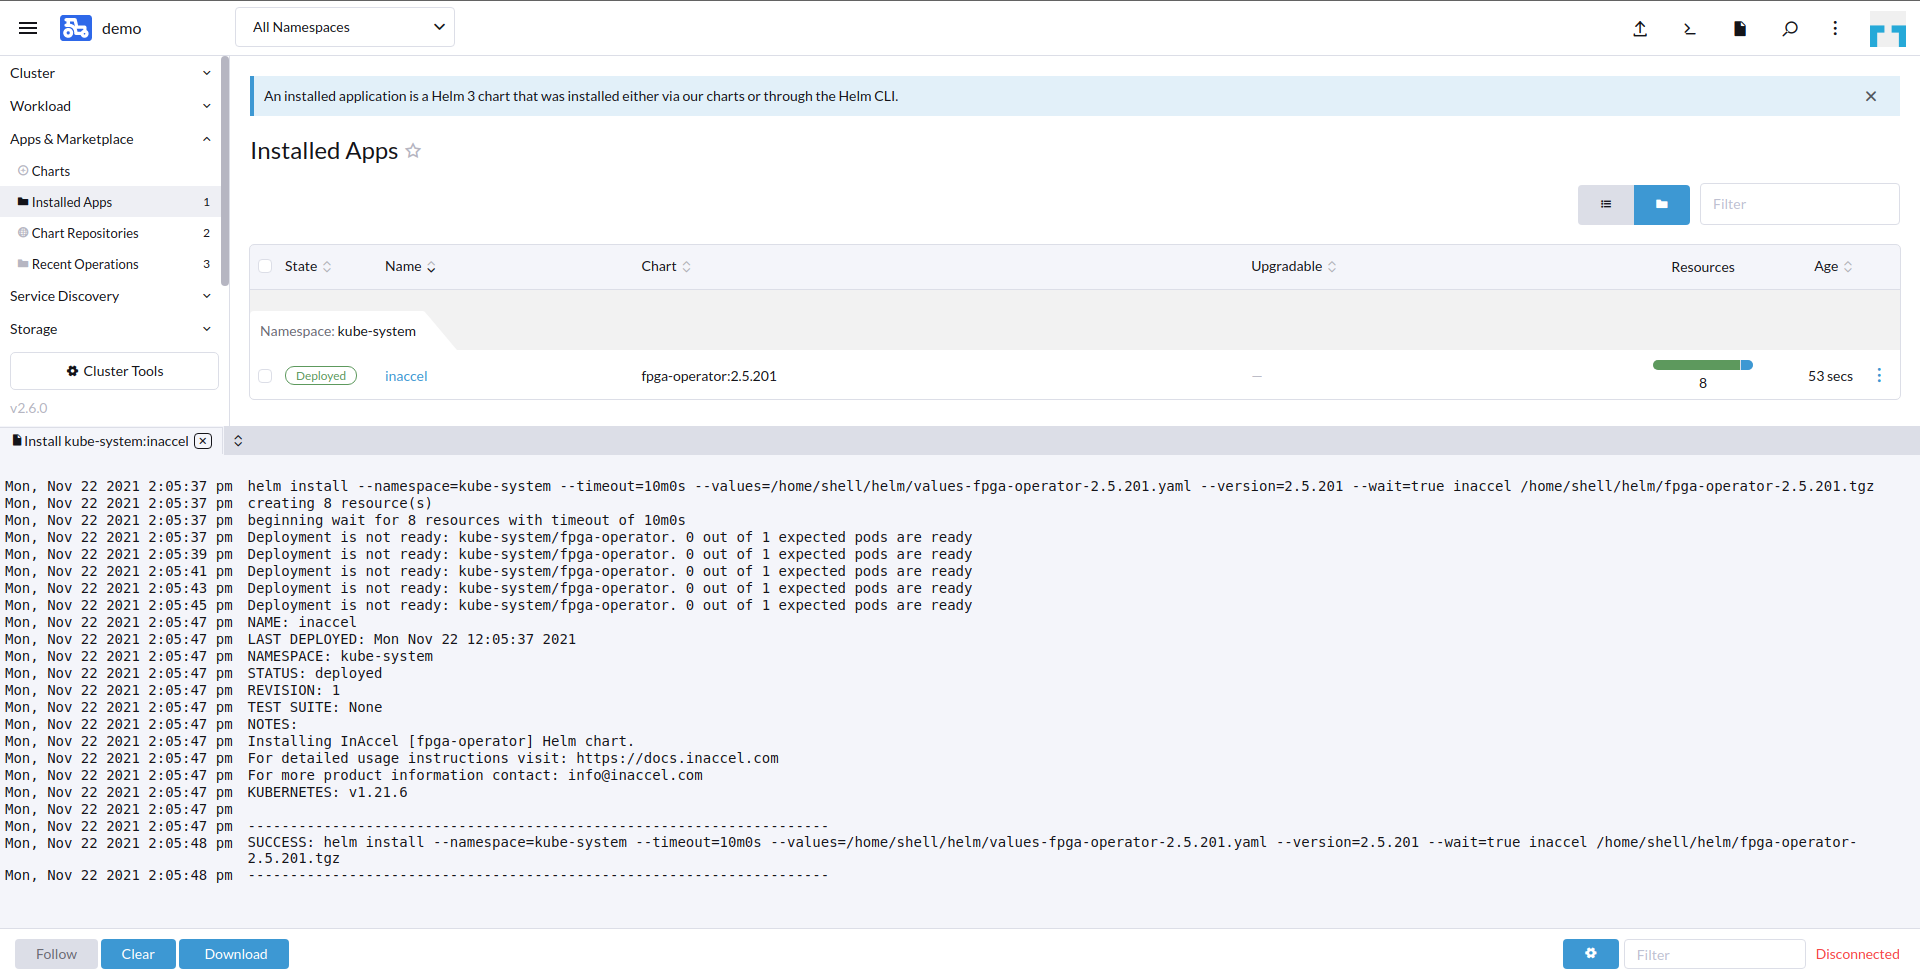 demo
All Namespaces
Cluster
Workload
Apps & Marketplace
Charts
Installed Apps 1
Chart Repositories 2
Recent Operations 3
Service Discovery
Storage
Cluster Tools
v2.6.0
An installed application is a Helm 3 chart that was installed either via our charts or through the Helm CLI.
Installed Apps
Filter
State Name Chart Upgradable Resources Age
Namespace: kube-system
Deployed inaccel fpga-operator:2.5.201 — 8 53 secs
Install kube-system:inaccel
Mon, Nov 22 2021 2:05:37 pm helm install --namespace=kube-system --timeout=10m0s --values=/home/shell/helm/values-fpga-operator-2.5.201.yaml --version=2.5.201 --wait=true inaccel /home/shell/helm/fpga-operator-2.5.201.tgz
Mon, Nov 22 2021 2:05:37 pm creating 8 resource(s)
Mon, Nov 22 2021 2:05:37 pm beginning wait for 8 resources with timeout of 10m0s
Mon, Nov 22 2021 2:05:37 pm Deployment is not ready: kube-system/fpga-operator. 0 out of 1 expected pods are ready
Mon, Nov 22 2021 2:05:39 pm Deployment is not ready: kube-system/fpga-operator. 0 out of 1 expected pods are ready
Mon, Nov 22 2021 2:05:41 pm Deployment is not ready: kube-system/fpga-operator. 0 out of 1 expected pods are ready
Mon, Nov 22 2021 2:05:43 pm Deployment is not ready: kube-system/fpga-operator. 0 out of 1 expected pods are ready
Mon, Nov 22 2021 2:05:45 pm Deployment is not ready: kube-system/fpga-operator. 0 out of 1 expected pods are ready
Mon, Nov 22 2021 2:05:47 pm NAME: inaccel
Mon, Nov 22 2021 2:05:47 pm LAST DEPLOYED: Mon Nov 22 12:05:37 2021
Mon, Nov 22 2021 2:05:47 pm NAMESPACE: kube-system
Mon, Nov 22 2021 2:05:47 pm STATUS: deployed
Mon, Nov 22 2021 2:05:47 pm REVISION: 1
Mon, Nov 22 2021 2:05:47 pm TEST SUITE: None
Mon, Nov 22 2021 2:05:47 pm NOTES:
Mon, Nov 22 2021 2:05:47 pm Installing InAccel [fpga-operator] Helm chart.
Mon, Nov 22 2021 2:05:47 pm For detailed usage instructions visit: https://docs.inaccel.com
Mon, Nov 22 2021 2:05:47 pm For more product information contact: info@inaccel.com
Mon, Nov 22 2021 2:05:47 pm KUBERNETES: v1.21.6
Mon, Nov 22 2021 2:05:47 pm
Mon, Nov 22 2021 2:05:47 pm ---------------------------------------------------------------------
Mon, Nov 22 2021 2:05:48 pm SUCCESS: helm install --namespace=kube-system --timeout=10m0s --values=/home/shell/helm/values-fpga-operator-2.5.201.yaml --version=2.5.201 --wait=true inaccel /home/shell/helm/fpga-operator-
2.5.201.tgz
Mon, Nov 22 2021 2:05:48 pm ---------------------------------------------------------------------
Follow Clear Download Filter Disconnected